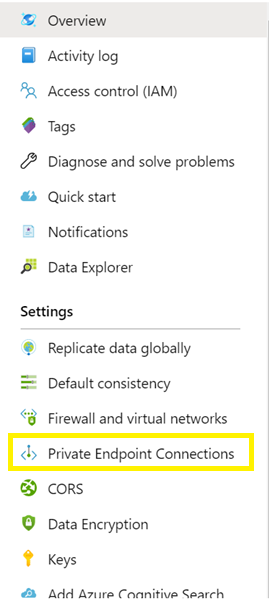 Overview
Activity log
Access control (IAM)
Tags
Diagnose and solve problems
Quick start
Notifications
Data Explorer
Settings
Replicate data globally
Default consistency
Firewall and virtual networks
Private Endpoint Connections
CORS
Data Encryption
Keys
Add Azure Cognitive Search